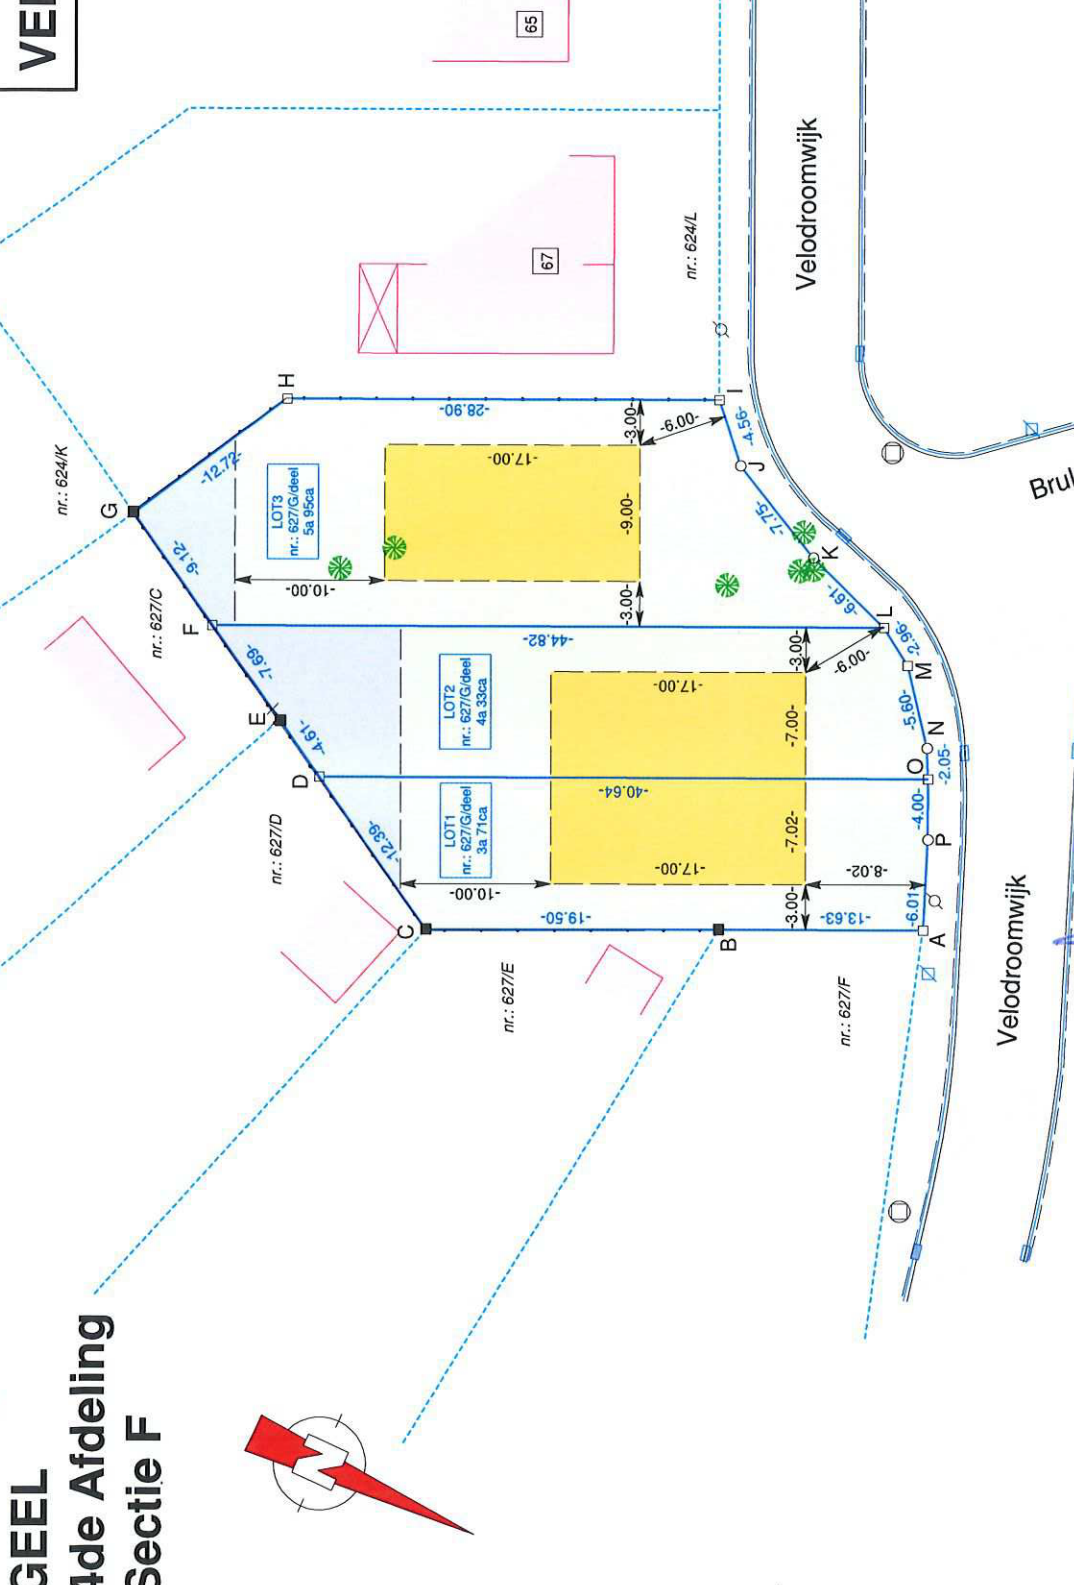 GEEL
4de Afdeling
Sectie F
VE
65
67
nr.: 624/K
nr.: 624/L
nr.: 627/C
nr.: 627/D
nr.: 627/E
nr.: 627/F
LOT3
nr.: 627/G/deel
5a 95ca
LOT2
nr.: 627/G/deel
4a 33ca
LOT1
nr.: 627/G/deel
3a 71ca
G
H
F
E
D
C
B
A
I
J
K
L
M
N
O
P
-12.72-
-28.90-
-9.12-
-7.69-
-4.61-
-12.39-
-19.50-
-13.63-
-6.01-
-4.00-
-2.05-
-5.60-
-2.96-
-6.61-
-7.75-
-4.56-
-44.82-
-40.64-
-10.00-
-17.00-
-9.00-
-3.00-
-3.00-
-9.00-
-3.00-
-9.00-
-17.00-
-7.00-
-7.02-
-17.00-
-10.00-
-3.00-
-8.02-
Velodroomwijk
Velodroomwijk
Bru
N